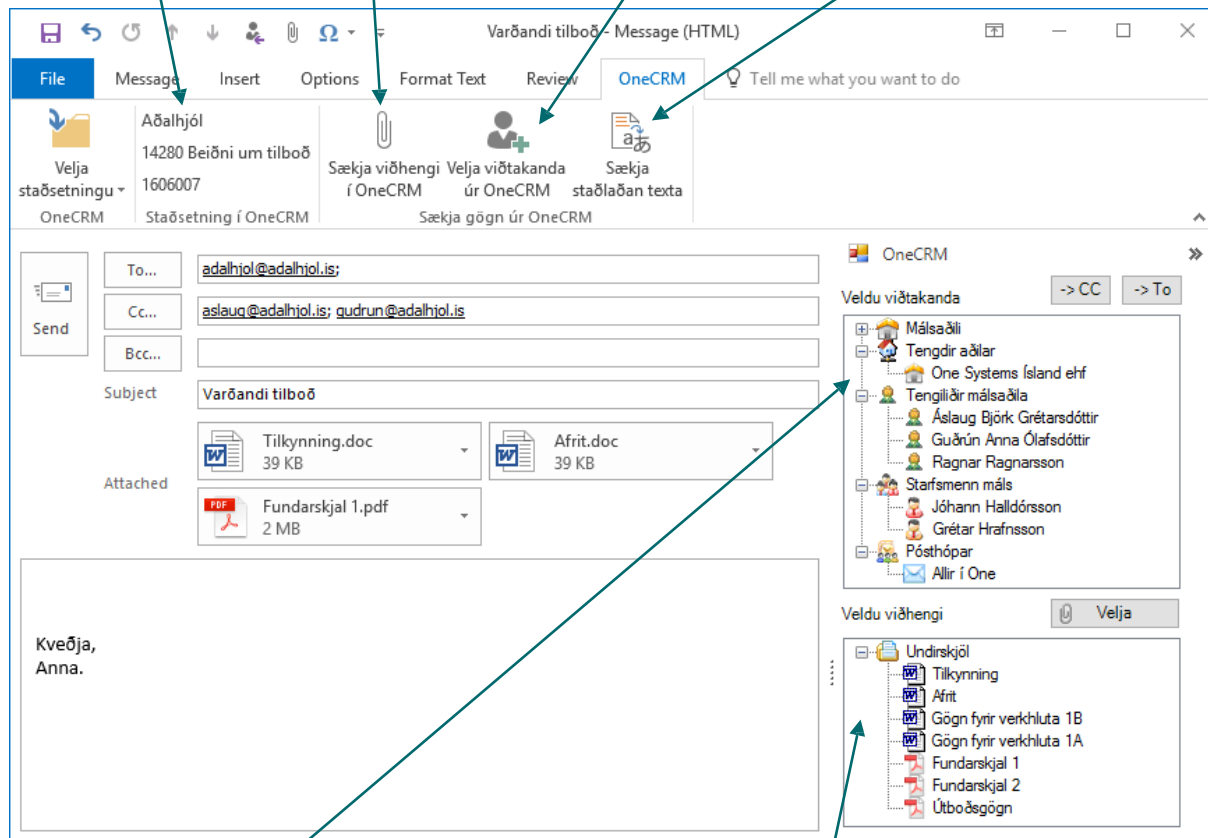 Varðandi tilboð - Message (HTML)
File Message Insert Options Format Text Review OneCRM Tell me what you want to do
Velja
staðsetningu
OneCRM
Aðalhjól
14280 Beiðni um tilboð
1606007
Staðsetning í OneCRM
Sækja viðhengi
í OneCRM
Velja viðtakanda
úr OneCRM
Sækja
staðlaðan texta
Sækja gögn úr OneCRM
Send
To... adalhjol@adalhjol.is;
Cc... aslaug@adalhjol.is; gudrun@adalhjol.is
Bcc...
Subject Varðandi tilboð
Attached
Tilkynning.doc
39 KB
Afrit.doc
39 KB
PDF
Fundarskjal 1.pdf
2 MB
Kveðja,
Anna.
OneCRM
Veldu viðtakanda -> CC -> To
Málsaðili
Tengdir aðilar
One Systems Ísland ehf
Tengiliðir málsaðila
Áslaug Björk Grétarsdóttir
Guðrún Anna Ólafsdóttir
Ragnar Ragnarsson
Starfsmenn máls
Jóhann Halldórsson
Grétar Hrafnsson
Pósthópar
Allir í One
Veldu viðhengi Velja
Undirskjöl
Tilkynning
Afrit
Gögn fyrir verkhluta 1B
Gögn fyrir verkhluta 1A
Fundarskjal 1
Fundarskjal 2
Útboðsgögn